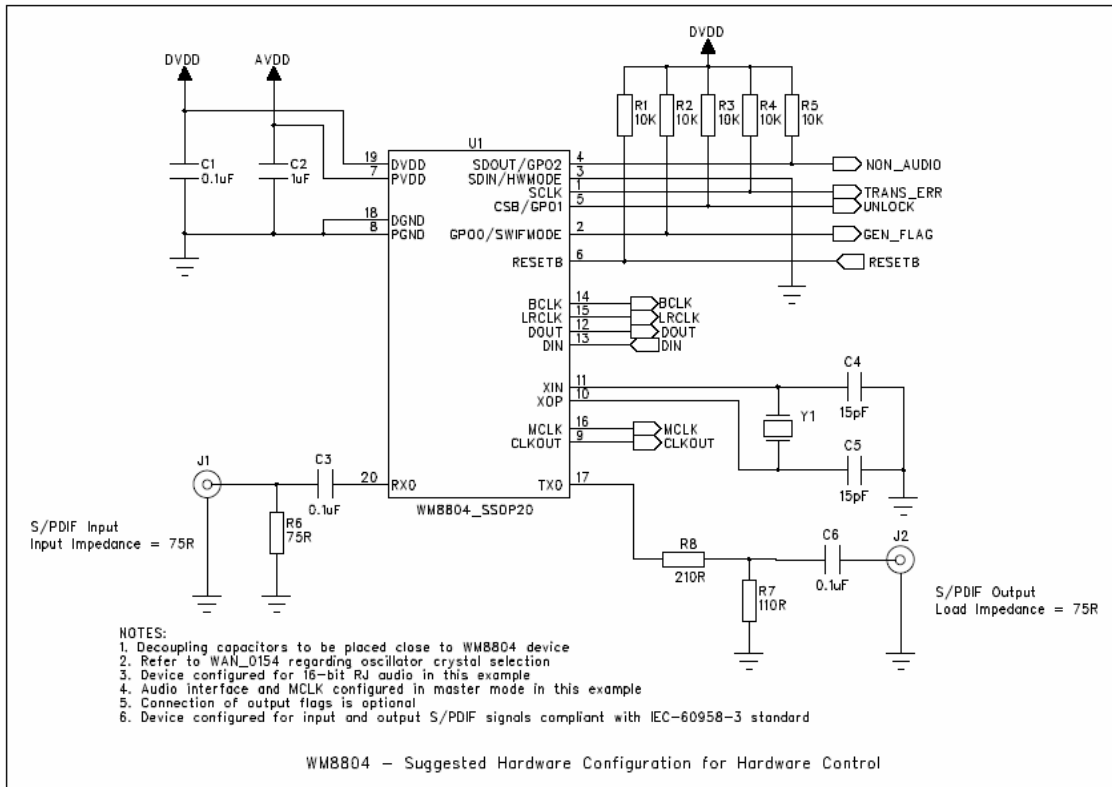 DVDD
DVDD
AVDD
R1
10K
R2
10K
R3
10K
R4
10K
R5
10K
C1
0.1uF
C2
1uF
U1
19 DVDD
7 PVDD
18 DGND
8 PGND
SDOUT/GPO2 4 NON_AUDIO
SDIN/HWMODE 3
SCLK 1 TRANS_ERR
CSB/GPO1 5 UNLOCK
GPO0/SWIFMODE 2 GEN_FLAG
RESETB 6 RESETB
BCLK 14 BCLK
LRCLK 15 LRCLK
DOUT 12 DOUT
DIN 13 DIN
XIN 11
XOP 10
MCLK 16 MCLK
CLKOUT 9 CLKOUT
C4
15pF
Y1
C5
15pF
J1
C3
0.1uF
20 RX0
TX0 17
WM8804_SSOP20
S/PDIF Input
Input Impedance = 75R
R6
75R
R8
210R
R7
110R
C6
0.1uF
J2
S/PDIF Output
Load Impedance = 75R
NOTES:
1. Decoupling capacitors to be placed close to WM8804 device
2. Refer to WAN_0154 regarding oscillator crystal selection
3. Device configured for 16-bit RJ audio in this example
4. Audio interface and MCLK configured in master mode in this example
5. Connection of output flags is optional
6. Device configured for input and output S/PDIF signals compliant with IEC-60958-3 standard
WM8804 - Suggested Hardware Configuration for Hardware Control